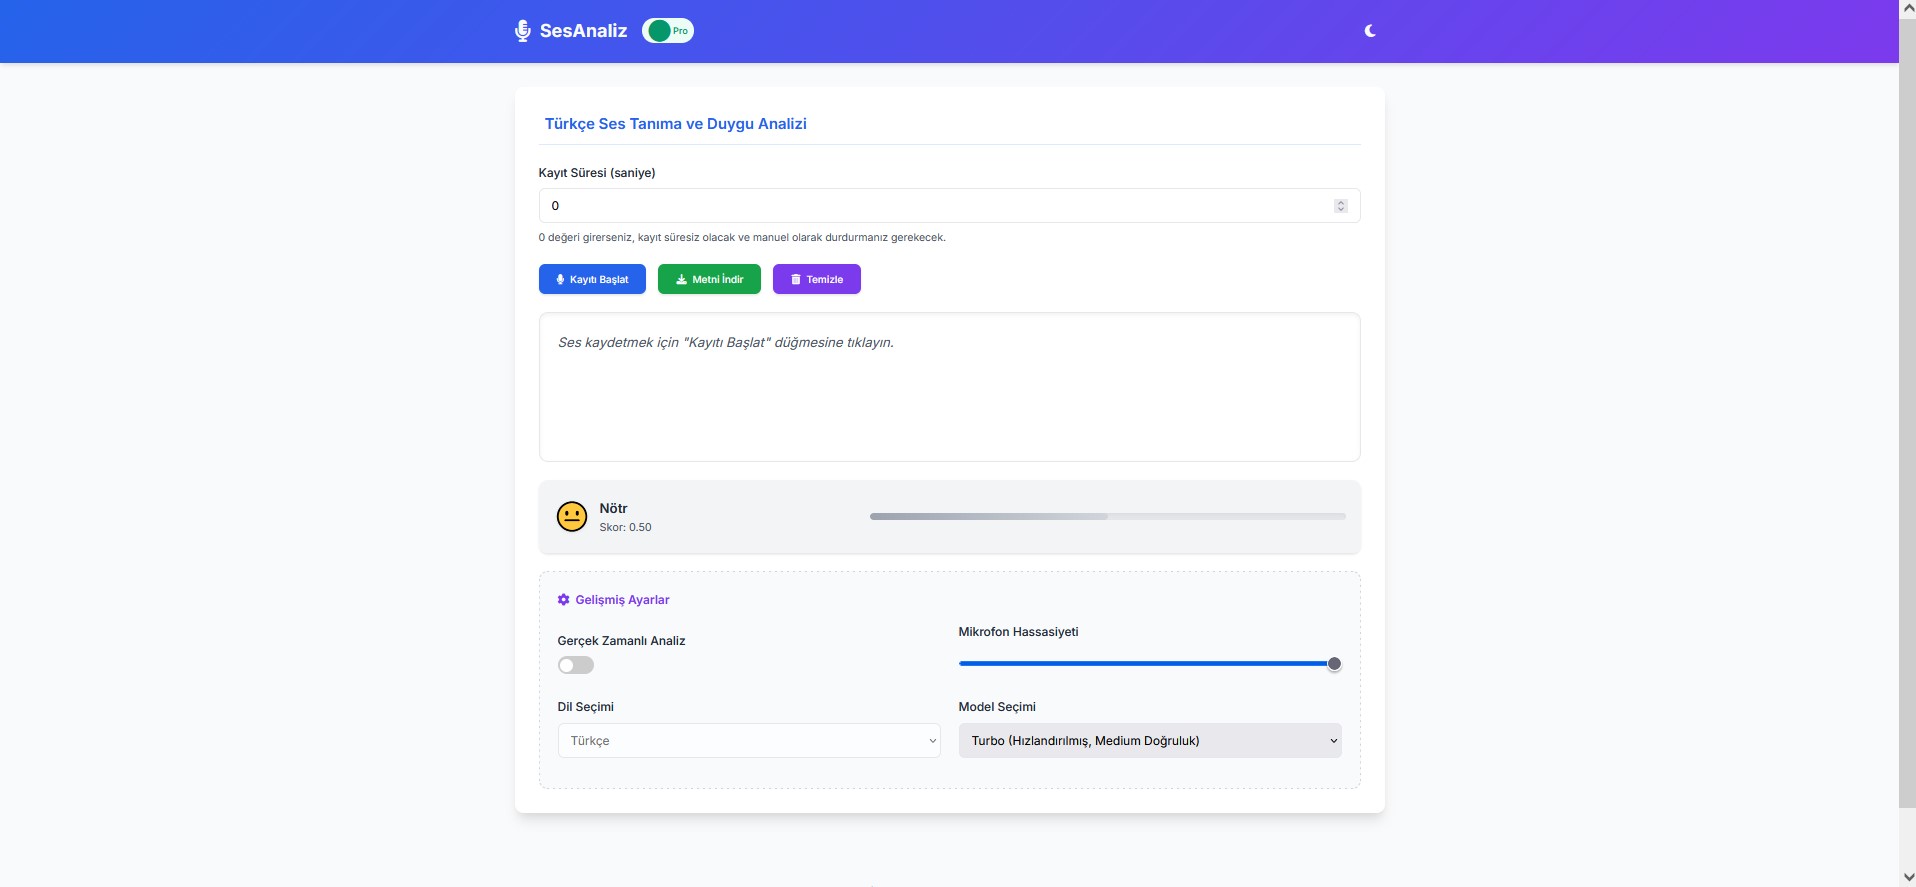 SesAnaliz Pro
Türkçe Ses Tanıma ve Duygu Analizi
Kayıt Süresi (saniye)
0
0 değeri girerseniz, kayıt süresiz olacak ve manuel olarak durdurmanız gerekecek.
Kayıtı Başlat Metni İndir Temizle
Ses kaydetmek için "Kayıtı Başlat" düğmesine tıklayın.
Nötr
Skor: 0.50
Gelişmiş Ayarlar
Gerçek Zamanlı Analiz
Mikrofon Hassasiyeti
Dil Seçimi
Türkçe
Model Seçimi
Turbo (Hızlandırılmış, Medium Doğruluk)